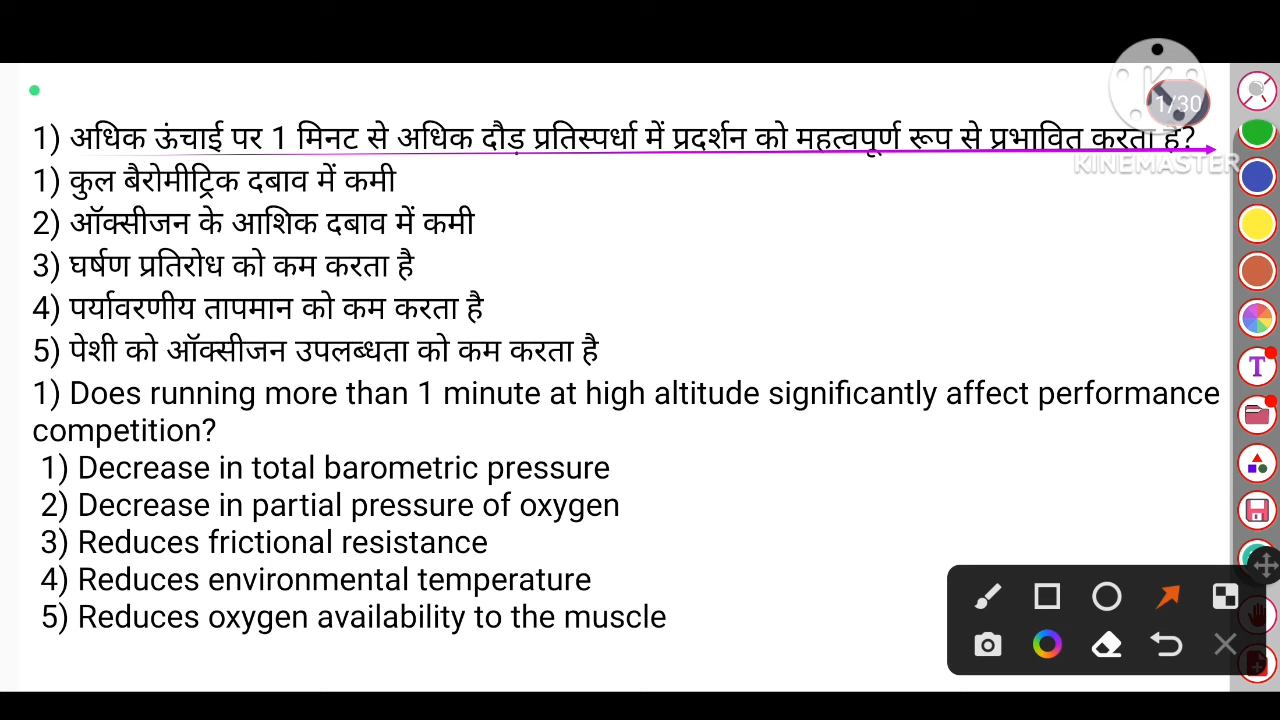 1/30
1) अधिक ऊंचाई पर 1 मिनट से अधिक दौड़ प्रतिस्पर्धा में प्रदर्शन को महत्वपूर्ण रूप से प्रभावित करता है?
KINEMASTER
1) कुल बैरोमीट्रिक दबाव में कमी
2) ऑक्सीजन के आशिक दबाव में कमी
3) घर्षण प्रतिरोध को कम करता है
4) पर्यावरणीय तापमान को कम करता है
5) पेशी को ऑक्सीजन उपलब्धता को कम करता है
1) Does running more than 1 minute at high altitude significantly affect performance
competition?
1) Decrease in total barometric pressure
2) Decrease in partial pressure of oxygen
3) Reduces frictional resistance
4) Reduces environmental temperature
5) Reduces oxygen availability to the muscle
T